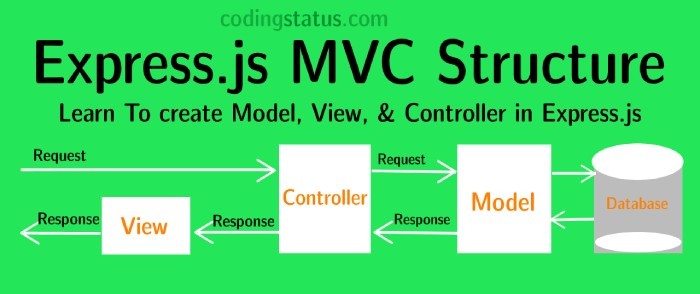 codingstatus.com
Express.js MVC Structure
Learn To create Model, View, & Controller in Express.js
Request
Controller
Request
Model
Database
Response
View
Response
Response